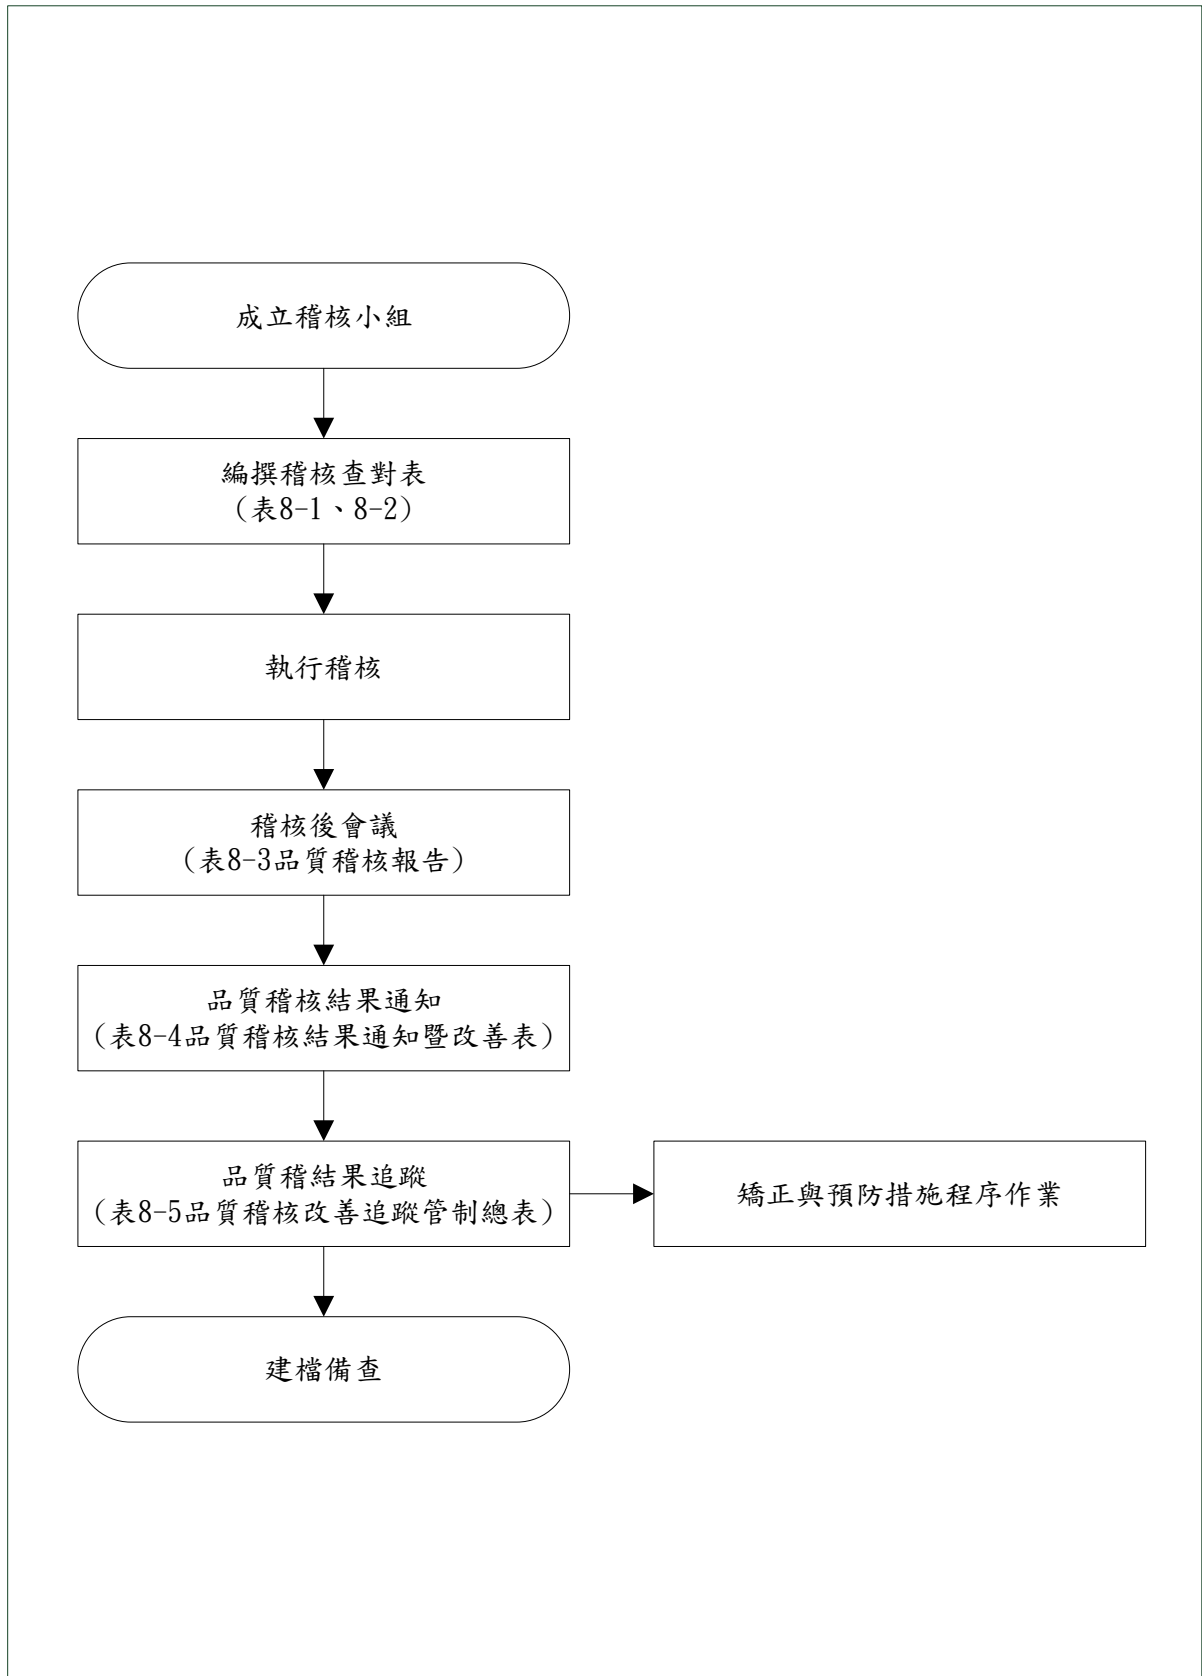 成立稽核小組
編撰稽核查對表
（表8-1、8-2）
執行稽核
稽核後會議
（表8-3品質稽核報告）
品質稽核結果通知
（表8-4品質稽核結果通知暨改善表）
品質稽結果追蹤
（表8-5品質稽核改善追蹤管制總表）
矯正與預防措施程序作業
建檔備查